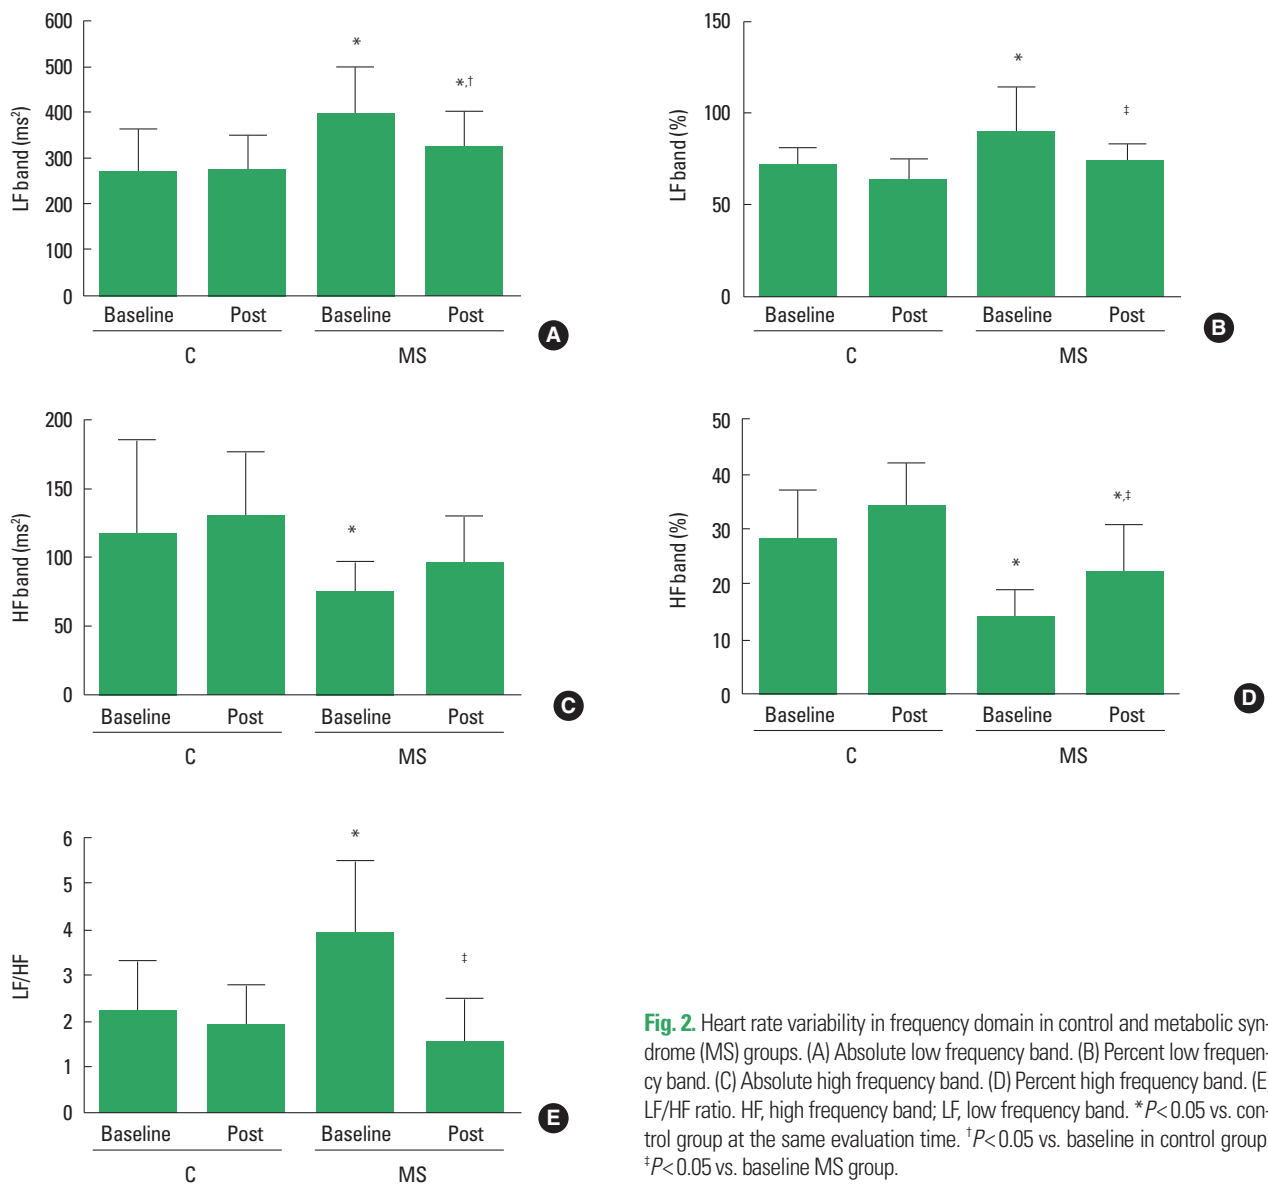 600
500
400
300
200
100
0
LF band (ms²)
*
*,†
Baseline Post Baseline Post
C MS
A
150
100
50
0
LF band (%)
*
‡
Baseline Post Baseline Post
C MS
B
200
150
100
50
0
HF band (ms²)
*
Baseline Post Baseline Post
C MS
C
50
40
30
20
10
0
HF band (%)
*
*,‡
Baseline Post Baseline Post
C MS
D
6
5
4
3
2
1
0
LF/HF
*
‡
Baseline Post Baseline Post
C MS
E
Fig. 2. Heart rate variability in frequency domain in control and metabolic syn-
drome (MS) groups. (A) Absolute low frequency band. (B) Percent low frequen-
cy band. (C) Absolute high frequency band. (D) Percent high frequency band. (E
LF/HF ratio. HF, high frequency band; LF, low frequency band. *P<0.05 vs. con-
trol group at the same evaluation time. †P<0.05 vs. baseline in control group
‡P<0.05 vs. baseline MS group.